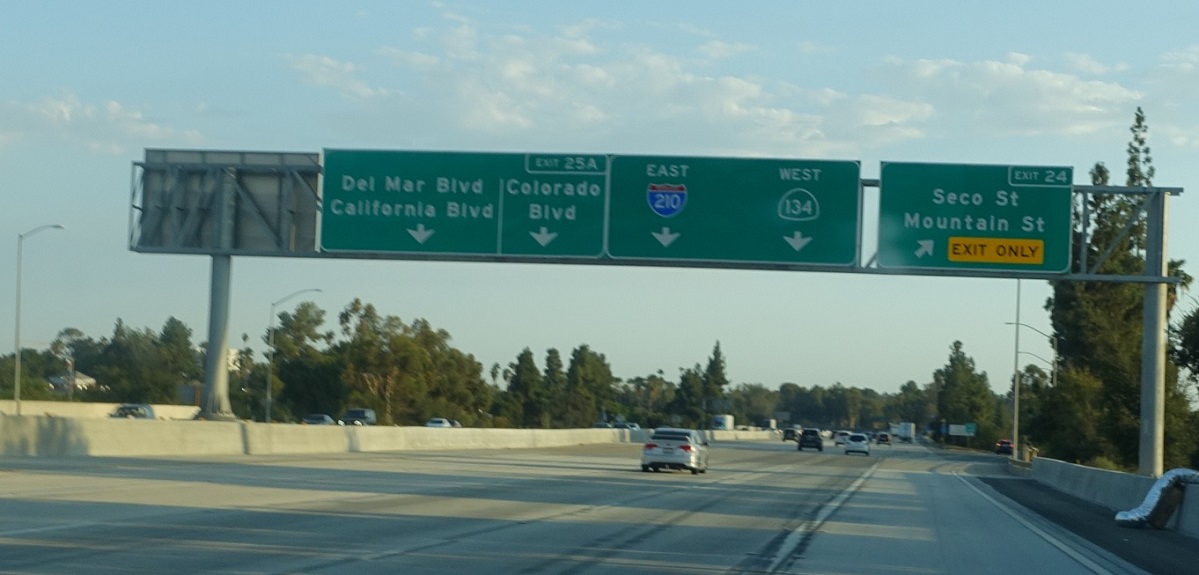 EXIT 25A
Del Mar Blvd
California Blvd
Colorado
Blvd
EAST
210
WEST
134
EXIT 24
Seco St
Mountain St
EXIT ONLY